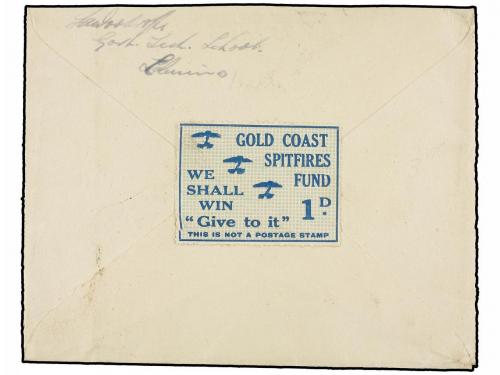 Govt. Tech. School.
GOLD COAST
SPITFIRES
FUND
WE
SHALL
WIN
1D.
"Give to it"
THIS IS NOT A POSTAGE STAMP